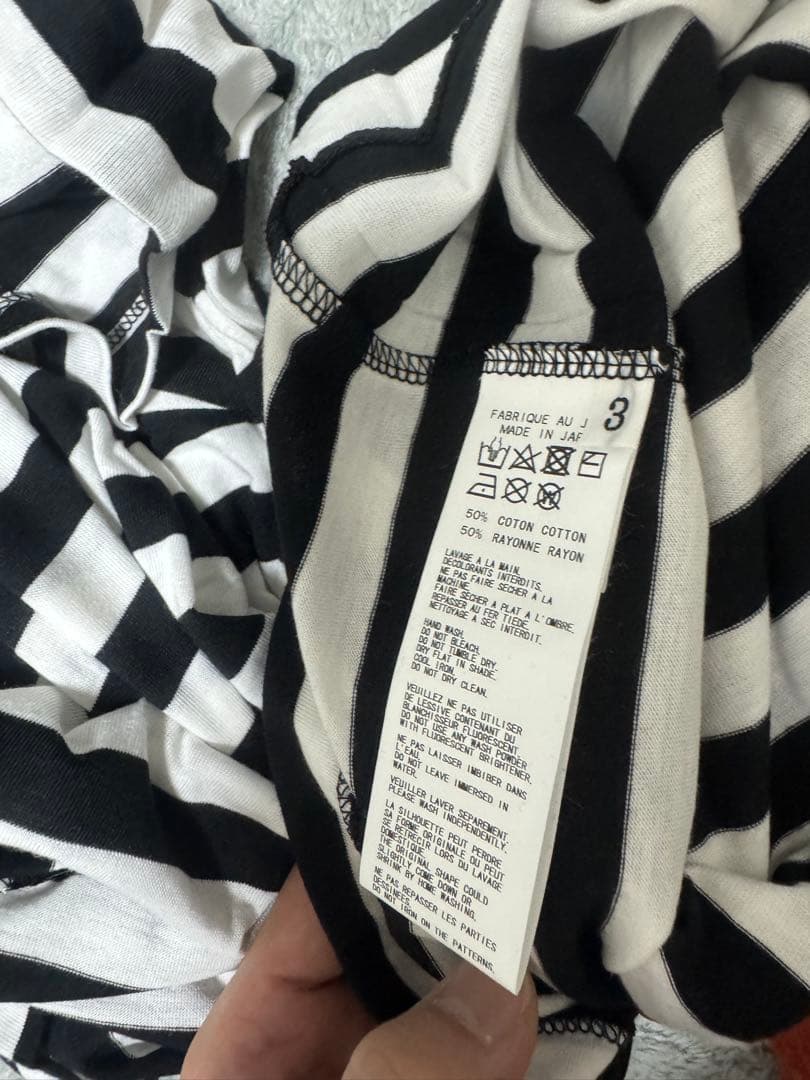 3
FABRIQUE AU J
MADE IN JAP
50% COTON COTTON
50% RAYONNE RAYON
LAVAGE A LA MAIN.
DECOLORANTS INTERDITS.
NE PAS FAIRE SECHER A LA
MACHINE.
FAIRE SECHER A PLAT A L'OMBRE.
REPASSER AU FER TIEDE.
NETTOYAGE A SEC INTERDIT.
HAND WASH.
DO NOT BLEACH.
DO NOT TUMBLE DRY.
DRY FLAT IN SHADE.
COOL IRON.
DO NOT DRY CLEAN.
VEUILLEZ NE PAS UTILISER
DE LESSIVE CONTENANT DU
BLANCHISSEUR FLUORESCENT.
DO NOT USE ANY WASH POWDER
WITH FLUORESCENT BRIGHTENER.
NE PAS LAISSER IMBIBER DANS
L'EAU.
DO NOT LEAVE IMMERSED IN
WATER.
VEUILLER LAVER SEPAREMENT.
PLEASE WASH INDEPENDENTLY.
LA SILHOUETTE PEUT PERDRE
SA FORME ORIGINALE OU PEUT
SE RETRECIR LORS DU LAVAGE
DOMESTIQUE.
THE ORIGINAL SHAPE COULD
SLIGHTLY COME DOWN OR
SHRINK BY HOME WASHING.
NE PAS REPASSER LES PARTIES
DESSINEES.
DO NOT IRON ON THE PATTERNS.